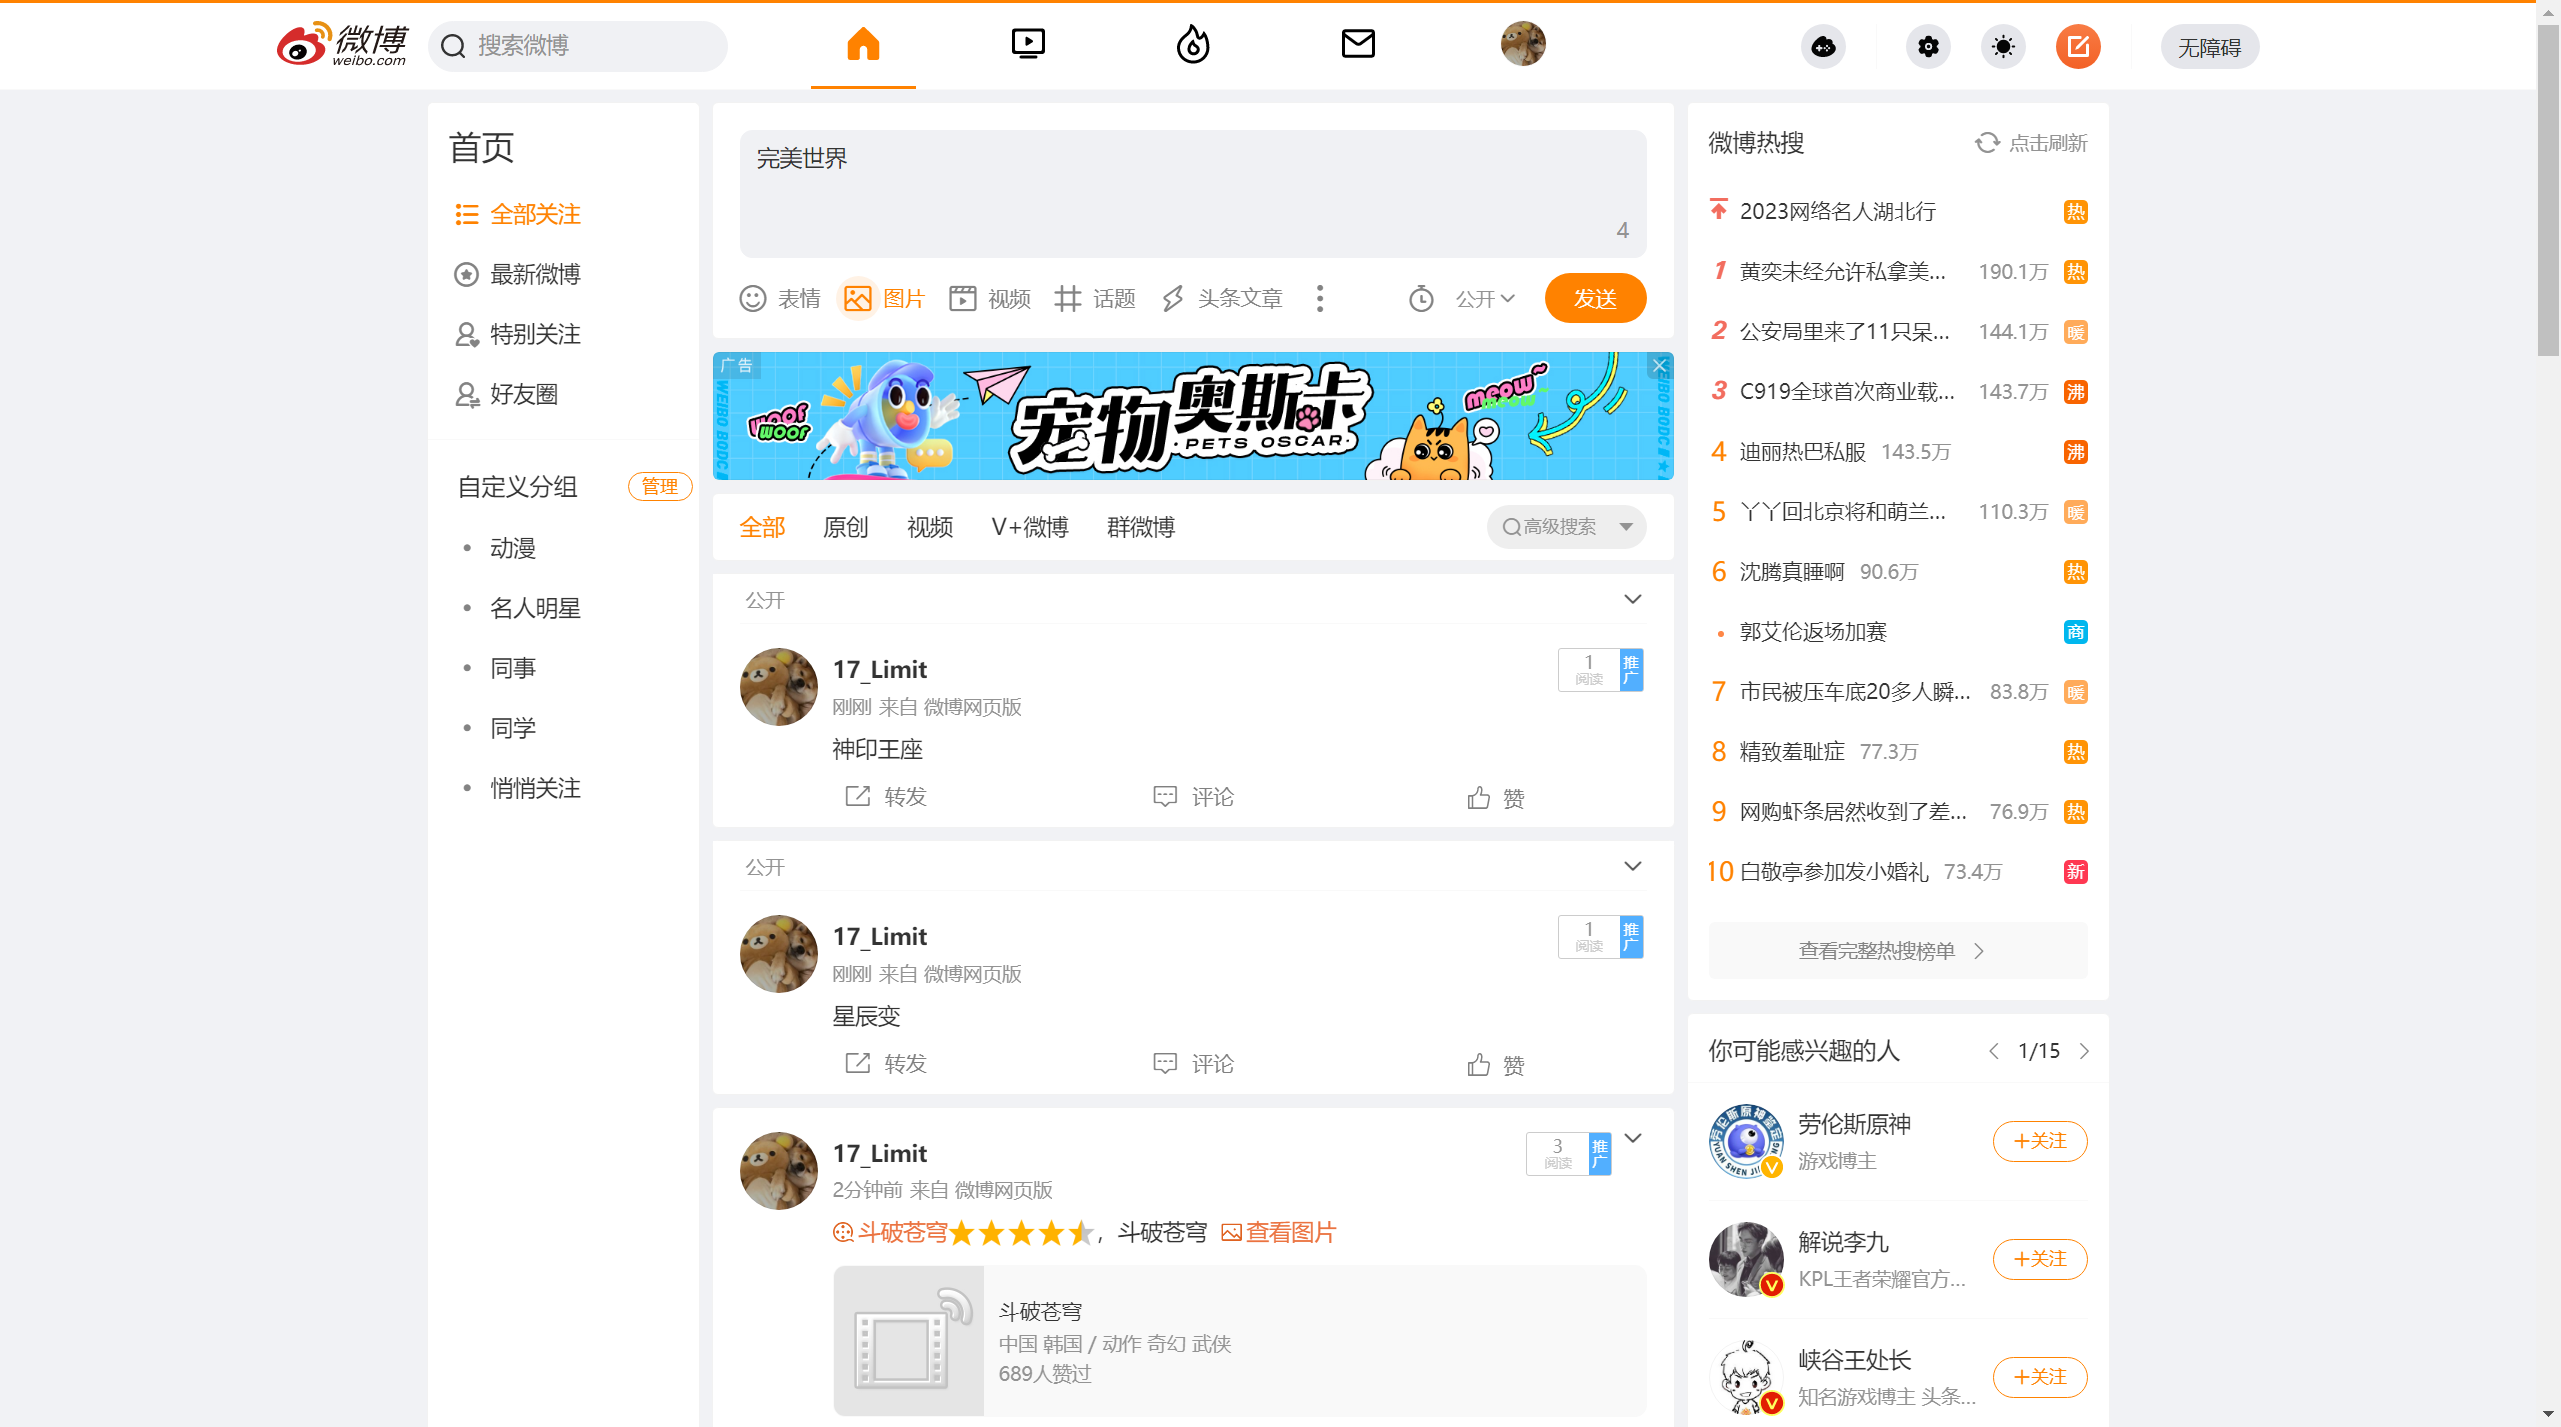 微博
weibo.com
搜索微博
无障碍
首页
全部关注
最新微博
特别关注
好友圈
自定义分组
管理
动漫
名人明星
同事
同学
悄悄关注
完美世界
4
表情
图片
视频
话题
头条文章
公开
发送
广告
WEIBO BODC
woof
woof
宠物奥斯卡
·PETS OSCAR·
meow~
meow~
WEIBO BODC
全部
原创
视频
V+微博
群微博
高级搜索
公开
17_Limit
1
阅读
推广
刚刚 来自 微博网页版
神印王座
转发
评论
赞
公开
17_Limit
1
阅读
推广
刚刚 来自 微博网页版
星辰变
转发
评论
赞
17_Limit
3
阅读
推广
2分钟前 来自 微博网页版
斗破苍穹，斗破苍穹 查看图片
斗破苍穹
中国 韩国 / 动作 奇幻 武侠
689人赞过
微博热搜
点击刷新
2023网络名人湖北行 热
1 黄奕未经允许私拿美... 190.1万 热
2 公安局里来了11只呆... 144.1万 暖
3 C919全球首次商业载... 143.7万 沸
4 迪丽热巴私服 143.5万 沸
5 丫丫回北京将和萌兰... 110.3万 暖
6 沈腾真睡啊 90.6万 热
郭艾伦返场加赛 商
7 市民被压车底20多人瞬... 83.8万 暖
8 精致羞耻症 77.3万 热
9 网购虾条居然收到了差... 76.9万 热
10 白敬亭参加发小婚礼 73.4万 新
查看完整热搜榜单
你可能感兴趣的人
1/15
劳伦斯原神
游戏博主
+关注
解说李九
KPL王者荣耀官方...
+关注
峡谷王处长
知名游戏博主 头条...
+关注